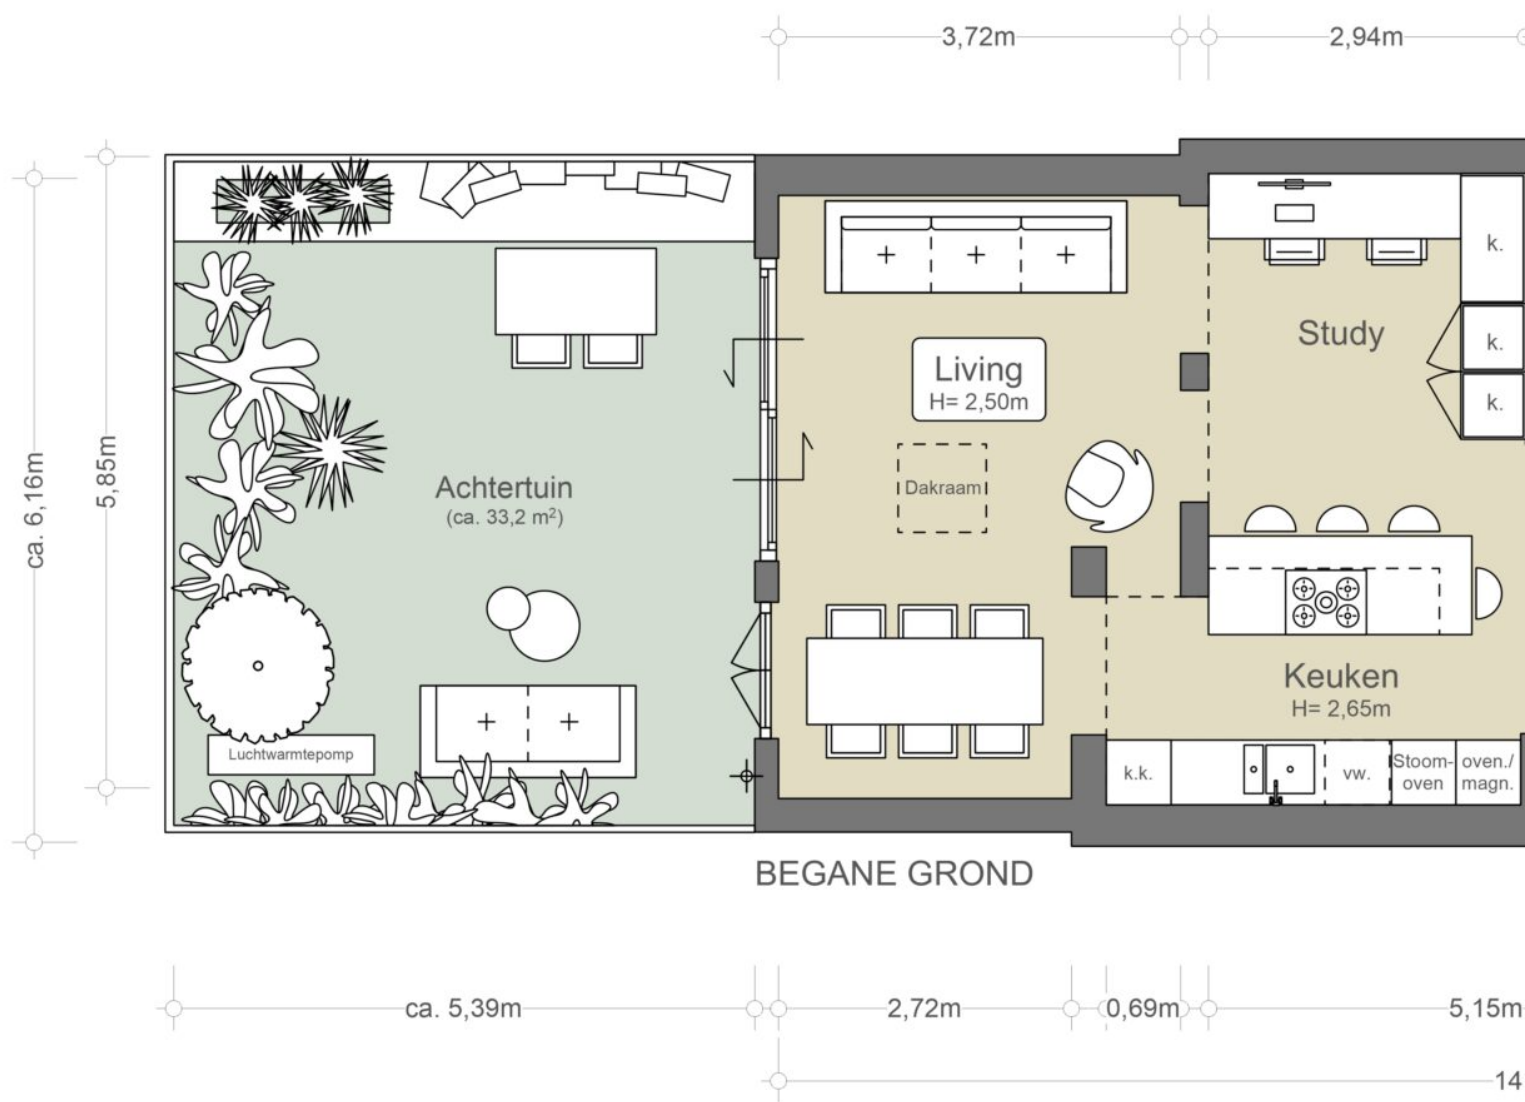 3,72m
2,94m
k.
k.
k.
Study
Living
H= 2,50m
Dakraam
Achtertuin
(ca. 33,2 m²)
5,85m
ca. 6,16m
Keuken
H= 2,65m
Luchtwarmtepomp
k.k.
vw.
Stoom-
oven
oven./
magn.
BEGANE GROND
ca. 5,39m
2,72m
0,69m
5,15m
14